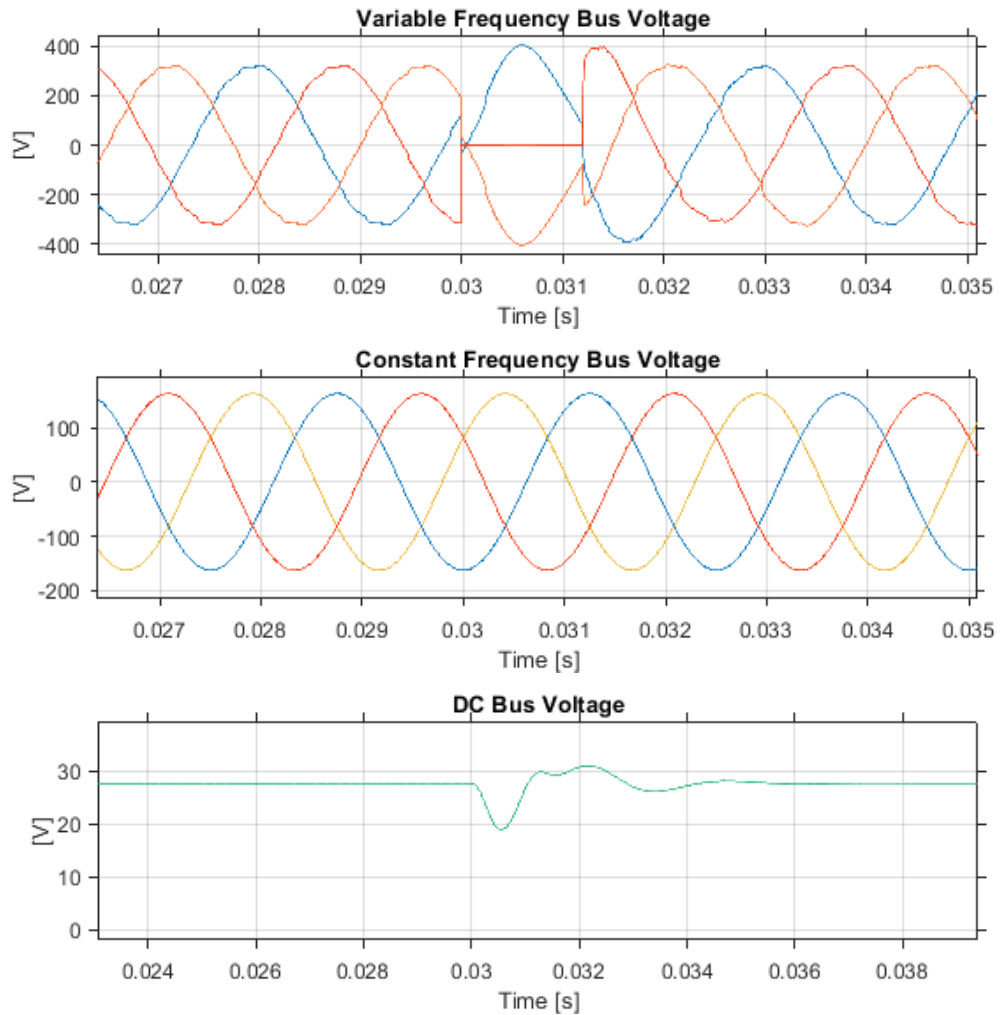 Variable Frequency Bus Voltage
400
200
0
-200
-400
[V]
0.027 0.028 0.029 0.03 0.031 0.032 0.033 0.034 0.035
Time [s]
Constant Frequency Bus Voltage
100
0
-100
-200
[V]
0.027 0.028 0.029 0.03 0.031 0.032 0.033 0.034 0.035
Time [s]
DC Bus Voltage
30
20
10
0
[V]
0.024 0.026 0.028 0.03 0.032 0.034 0.036 0.038
Time [s]